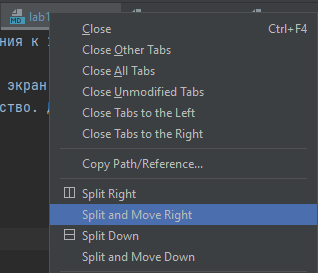 MD lab1
Close Ctrl+F4
ния к
Close Other Tabs
Close All Tabs
экран
Close Unmodified Tabs
ство.
Close Tabs to the Left
Close Tabs to the Right
Copy Path/Reference...
Split Right
Split and Move Right
Split Down
Split and Move Down